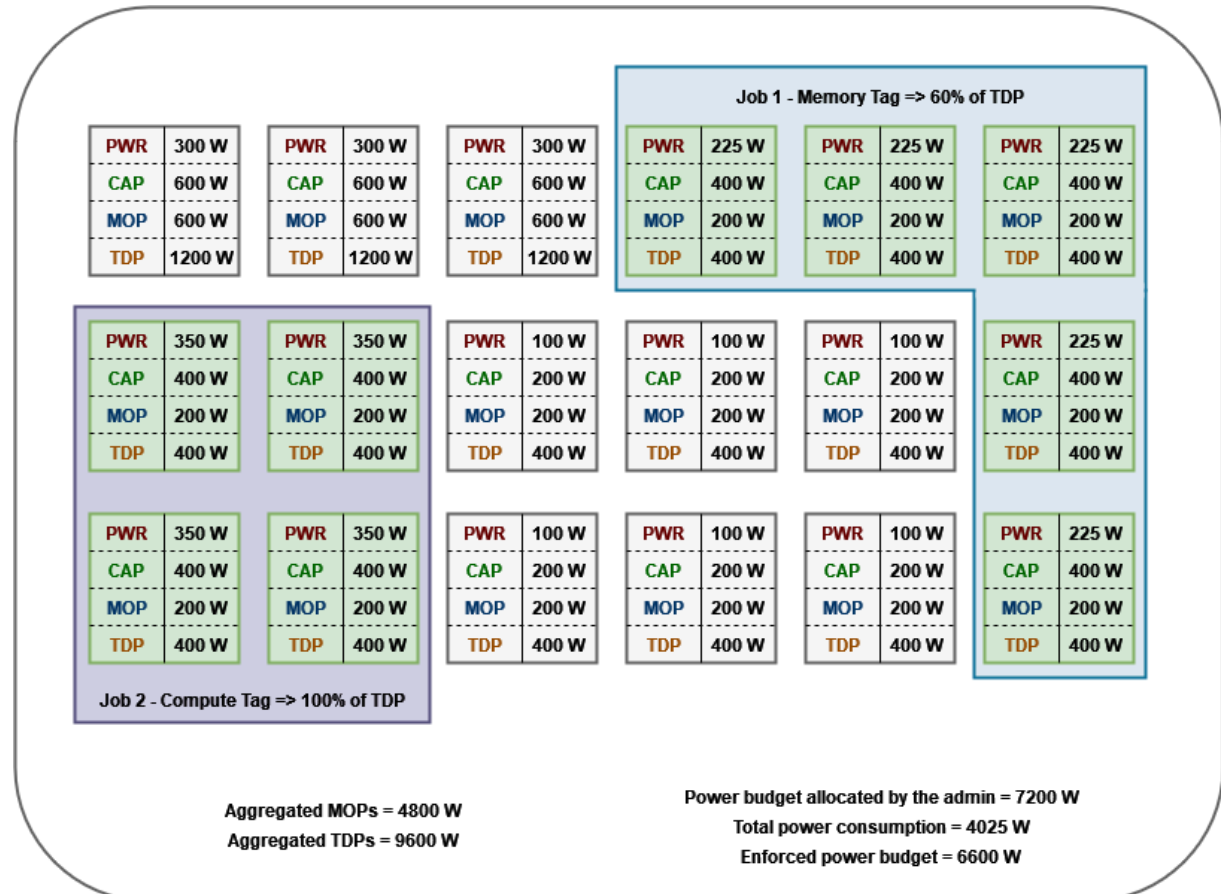 Job 1 - Memory Tag => 60% of TDP
PWR 300 W PWR 300 W PWR 300 W PWR 225 W PWR 225 W PWR 225 W
CAP 600 W CAP 600 W CAP 600 W CAP 400 W CAP 400 W CAP 400 W
MOP 600 W MOP 600 W MOP 600 W MOP 200 W MOP 200 W MOP 200 W
TDP 1200 W TDP 1200 W TDP 1200 W TDP 400 W TDP 400 W TDP 400 W
PWR 350 W PWR 350 W PWR 100 W PWR 100 W PWR 100 W PWR 225 W
CAP 400 W CAP 400 W CAP 200 W CAP 200 W CAP 200 W CAP 400 W
MOP 200 W MOP 200 W MOP 200 W MOP 200 W MOP 200 W MOP 200 W
TDP 400 W TDP 400 W TDP 400 W TDP 400 W TDP 400 W TDP 400 W
PWR 350 W PWR 350 W PWR 100 W PWR 100 W PWR 100 W PWR 225 W
CAP 400 W CAP 400 W CAP 200 W CAP 200 W CAP 200 W CAP 400 W
MOP 200 W MOP 200 W MOP 200 W MOP 200 W MOP 200 W MOP 200 W
TDP 400 W TDP 400 W TDP 400 W TDP 400 W TDP 400 W TDP 400 W
Job 2 - Compute Tag => 100% of TDP
Aggregated MOPs = 4800 W
Aggregated TDPs = 9600 W
Power budget allocated by the admin = 7200 W
Total power consumption = 4025 W
Enforced power budget = 6600 W